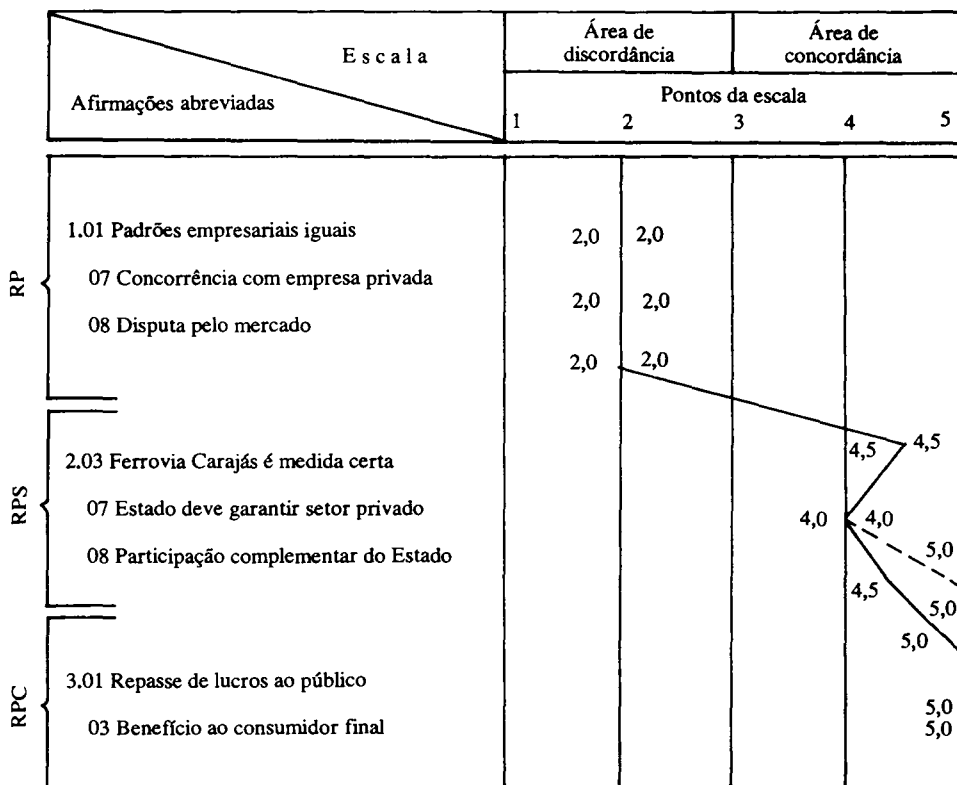 Escala
Afirmações abreviadas
Área de
discordância
Área de
concordância
Pontos da escala
1 2 3 4 5
RP
1.01 Padrões empresariais iguais
2,0 2,0
07 Concorrência com empresa privada
2,0 2,0
08 Disputa pelo mercado
2,0 2,0
RPS
2.03 Ferrovia Carajás é medida certa
4,5 4,5
07 Estado deve garantir setor privado
4,0 4,0
08 Participação complementar do Estado
5,0
4,5
5,0
5,0
RPC
3.01 Repasse de lucros ao público
5,0
03 Benefício ao consumidor final
5,0